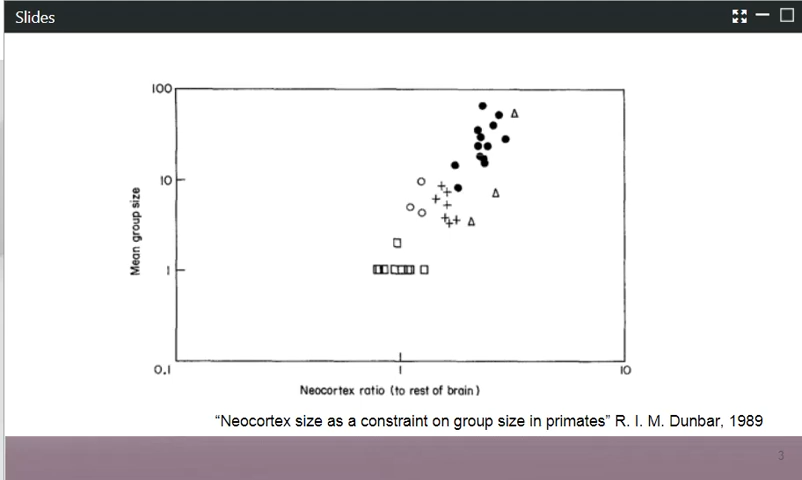 Slides
100
10
1
0.1
1
10
Mean group size
Neocortex ratio (to rest of brain)
“Neocortex size as a constraint on group size in primates” R. I. M. Dunbar, 1989
3